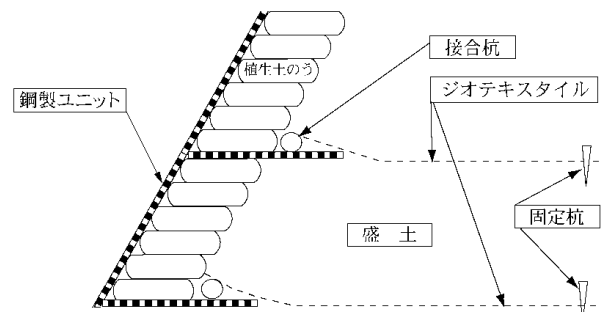 接合杭
植生土のう
ジオテキスタイル
鋼製ユニット
固定杭
盛 土